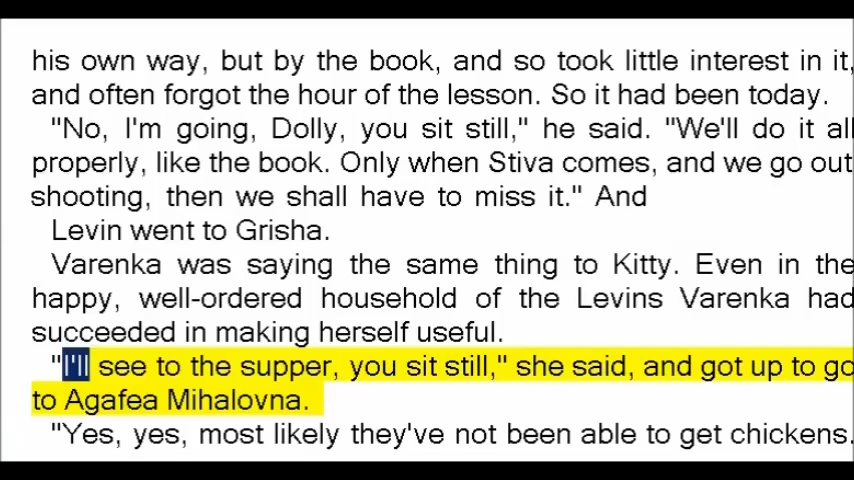 his own way, but by the book, and so took little interest in it,
and often forgot the hour of the lesson. So it had been today.
"No, I'm going, Dolly, you sit still," he said. "We'll do it all
properly, like the book. Only when Stiva comes, and we go out
shooting, then we shall have to miss it." And
Levin went to Grisha.
Varenka was saying the same thing to Kitty. Even in the
happy, well-ordered household of the Levins Varenka had
succeeded in making herself useful.
"I'll see to the supper, you sit still," she said, and got up to go
to Agafea Mihalovna.
"Yes, yes, most likely they've not been able to get chickens.